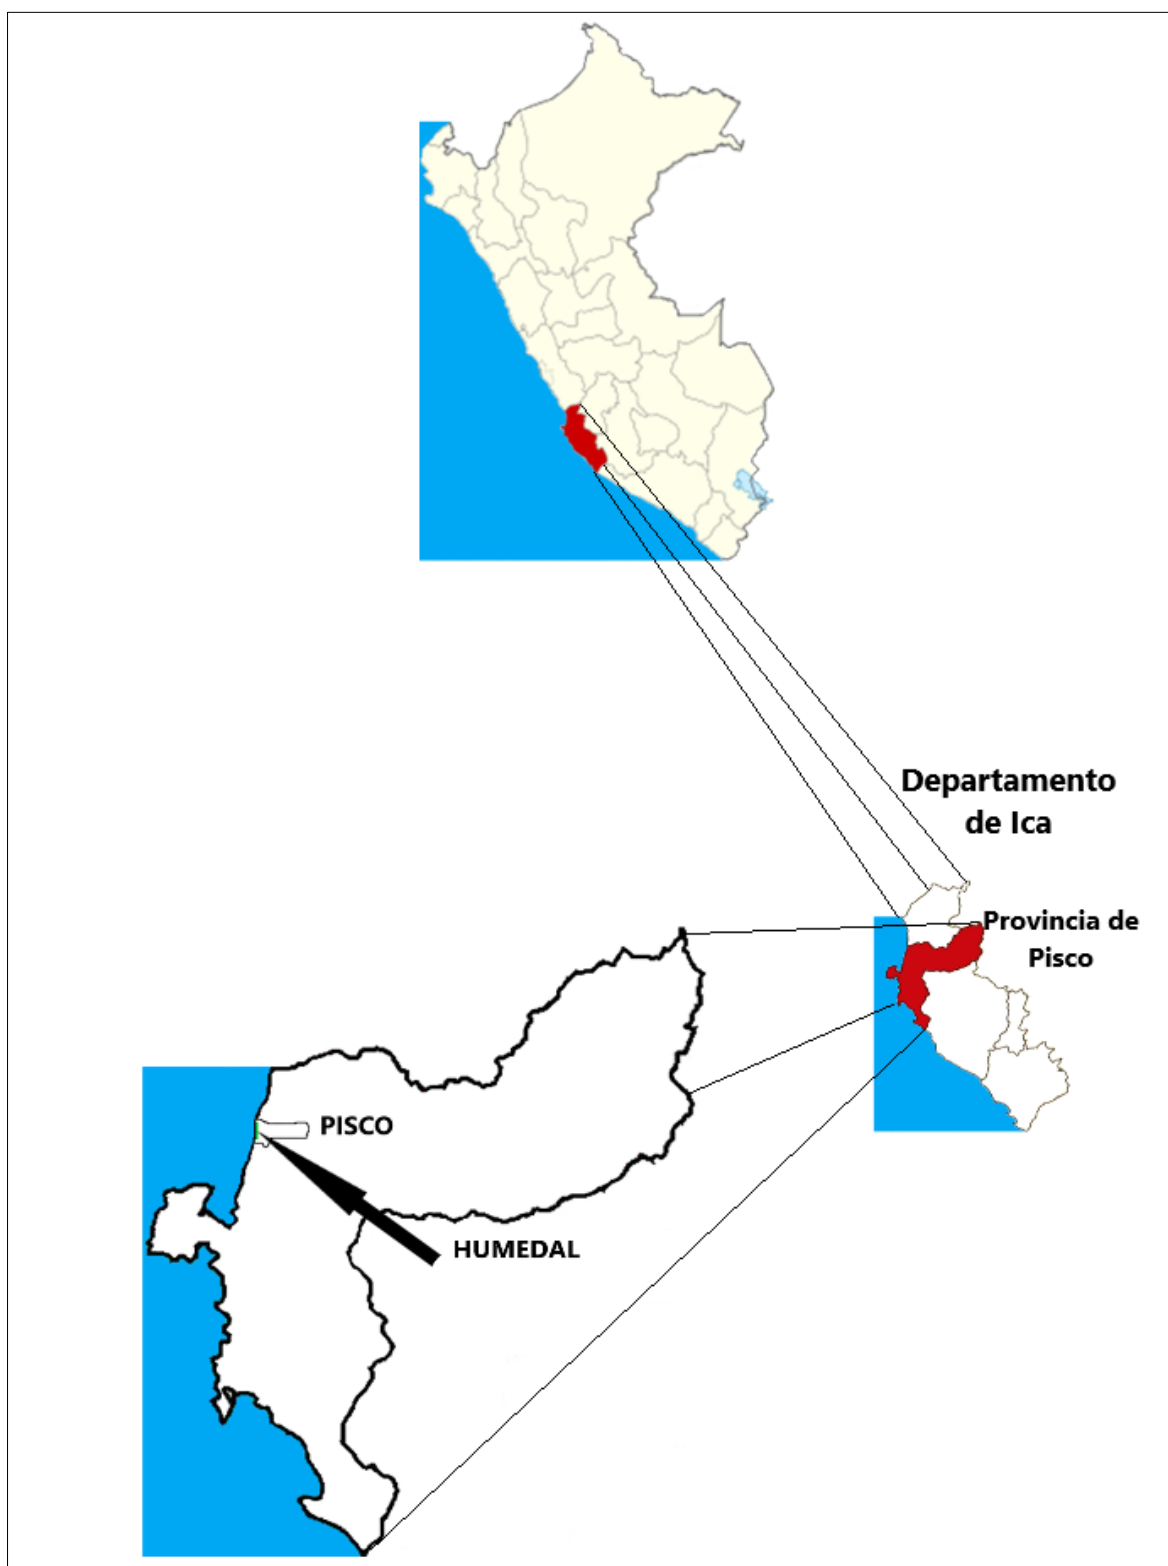 Departamento
de Ica
Provincia de
Pisco
PISCO
HUMEDAL